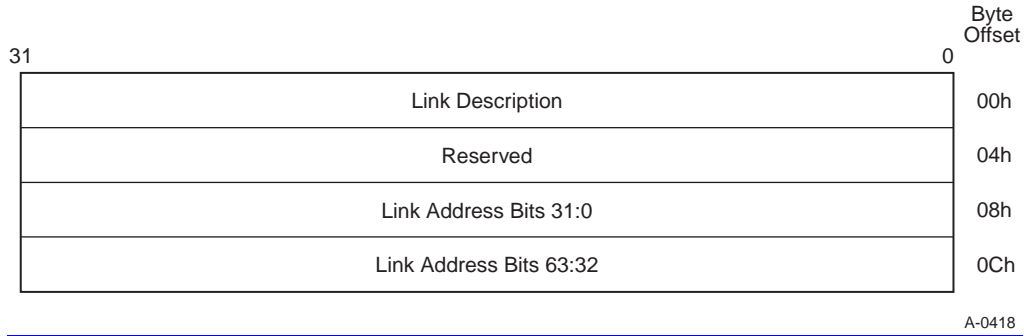 Byte
Offset
31 0
Link Description 00h
Reserved 04h
Link Address Bits 31:0 08h
Link Address Bits 63:32 0Ch
A-0418